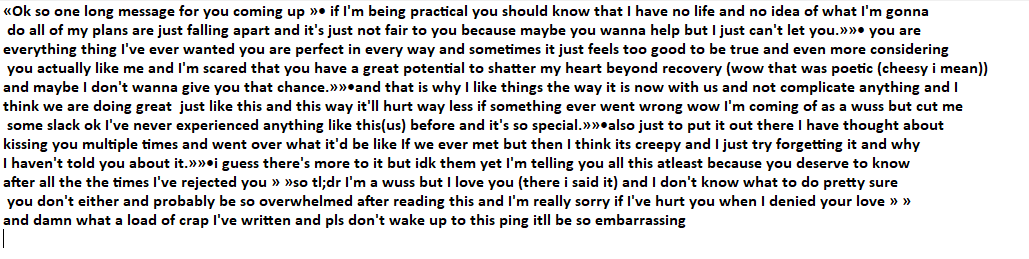 «Ok so one long message for you coming up »• if I'm being practical you should know that I have no life and no idea of what I'm gonna
do all of my plans are just falling apart and it's just not fair to you because maybe you wanna help but I just can't let you.»»• you are
everything thing I've ever wanted you are perfect in every way and sometimes it just feels too good to be true and even more considering
you actually like me and I'm scared that you have a great potential to shatter my heart beyond recovery (wow that was poetic (cheesy i mean))
and maybe I don't wanna give you that chance.»»•and that is why I like things the way it is now with us and not complicate anything and I
think we are doing great just like this and this way it'll hurt way less if something ever went wrong wow I'm coming of as a wuss but cut me
some slack ok I've never experienced anything like this(us) before and it's so special.»»•also just to put it out there I have thought about
kissing you multiple times and went over what it'd be like If we ever met but then I think its creepy and I just try forgetting it and why
I haven't told you about it.»»•i guess there's more to it but idk them yet I'm telling you all this atleast because you deserve to know
after all the the times I've rejected you » »so tl;dr I'm a wuss but I love you (there i said it) and I don't know what to do pretty sure
you don't either and probably be so overwhelmed after reading this and I'm really sorry if I've hurt you when I denied your love » »
and damn what a load of crap I've written and pls don't wake up to this ping itll be so embarrassing